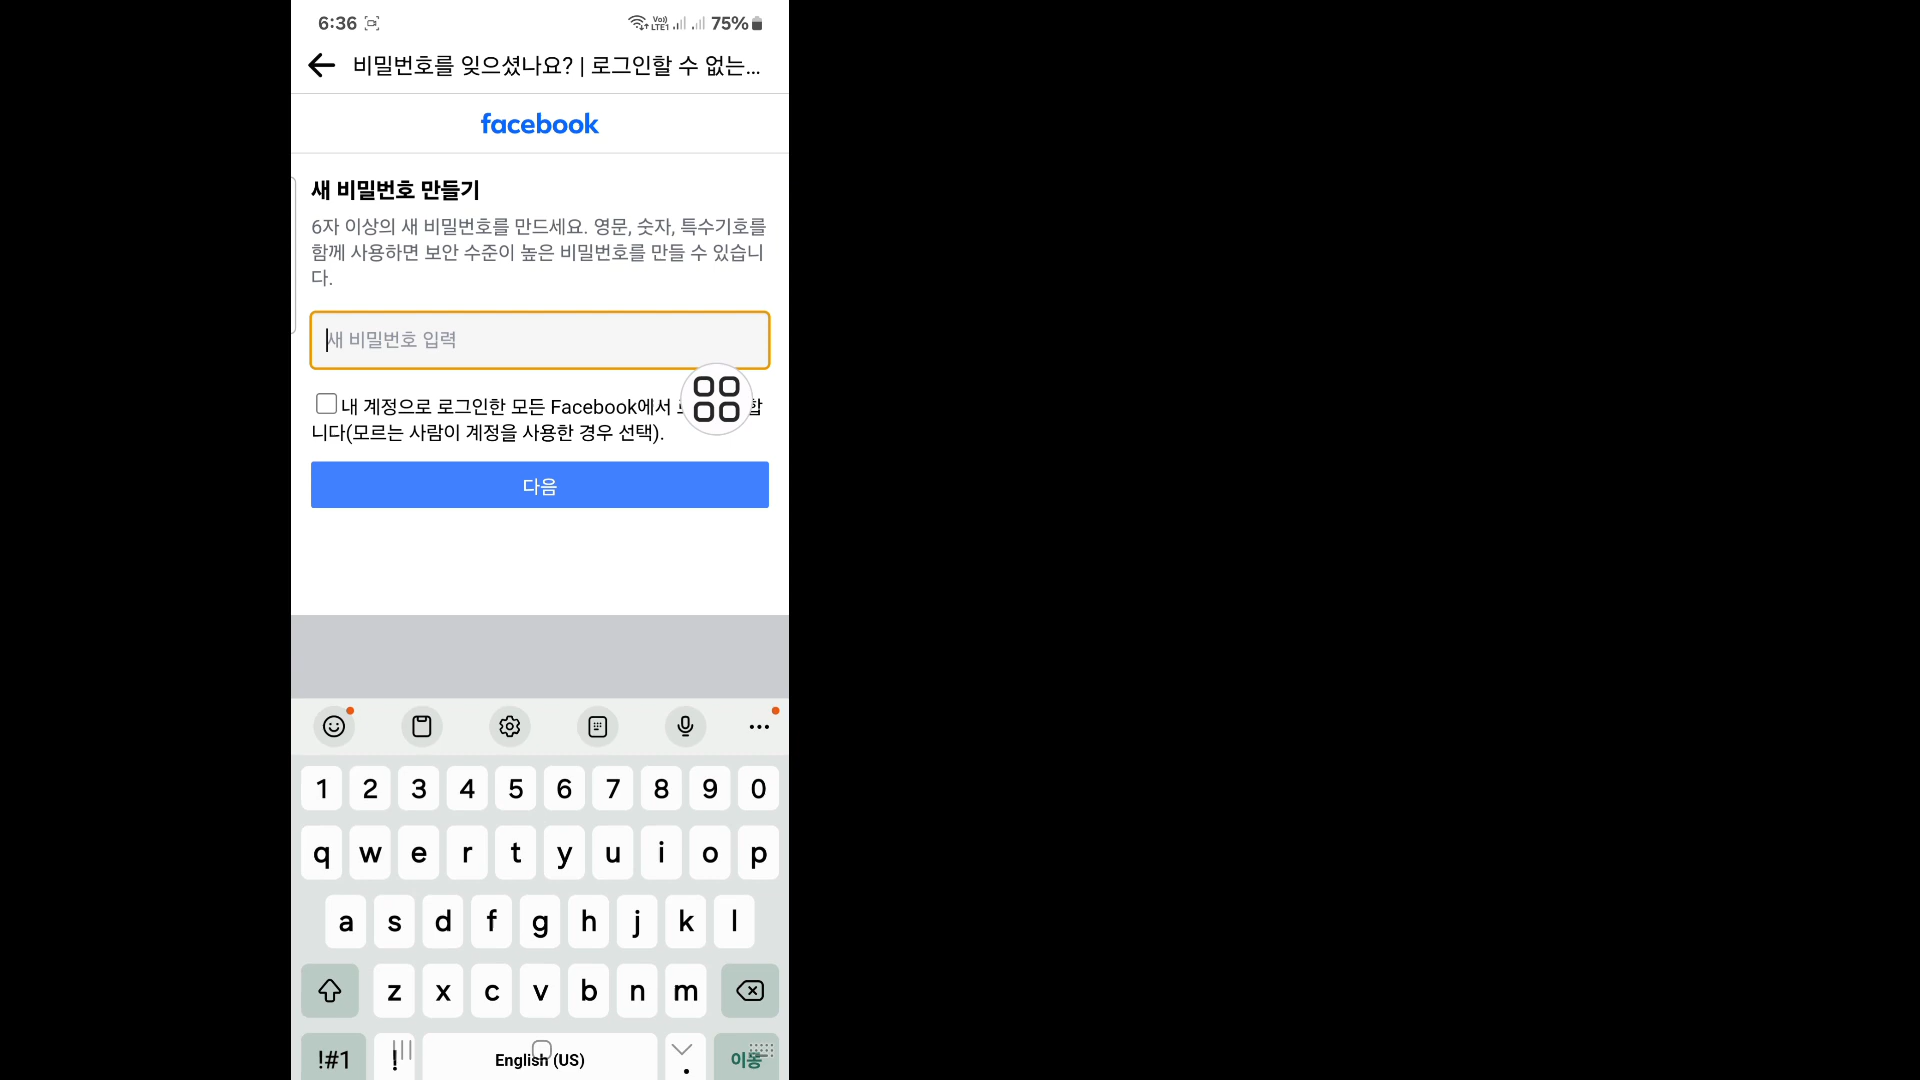 6:36 Vo)) LTE1 75%
비밀번호를 잊으셨나요? | 로그인할 수 없는...
facebook
새 비밀번호 만들기
6자 이상의 새 비밀번호를 만드세요. 영문, 숫자, 특수기호를
함께 사용하면 보안 수준이 높은 비밀번호를 만들 수 있습니
다.
새 비밀번호 입력
내 계정으로 로그인한 모든 Facebook에서 합
니다(모르는 사람이 계정을 사용한 경우 선택).
다음
1 2 3 4 5 6 7 8 9 0
q w e r t y u i o p
a s d f g h j k l
z x c v b n m
!#1 ! English (US) . 이동